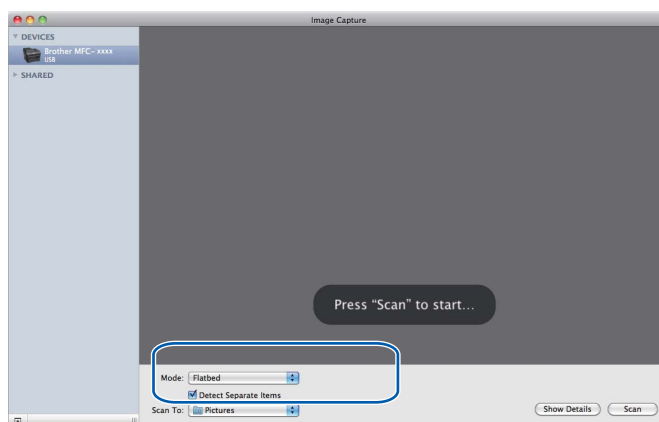 Image Capture
DEVICES
Brother MFC- xxxx
USB
SHARED
Press “Scan” to start...
Mode: Flatbed
Detect Separate Items
Scan To: Pictures
Show Details Scan